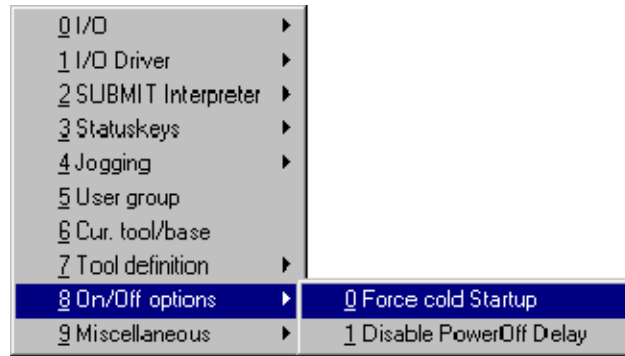 0 I/O
1 I/O Driver
2 SUBMIT Interpreter
3 Statuskeys
4 Jogging
5 User group
6 Cur. tool/base
7 Tool definition
8 On/Off options
0 Force cold Startup
9 Miscellaneous
1 Disable PowerOff Delay